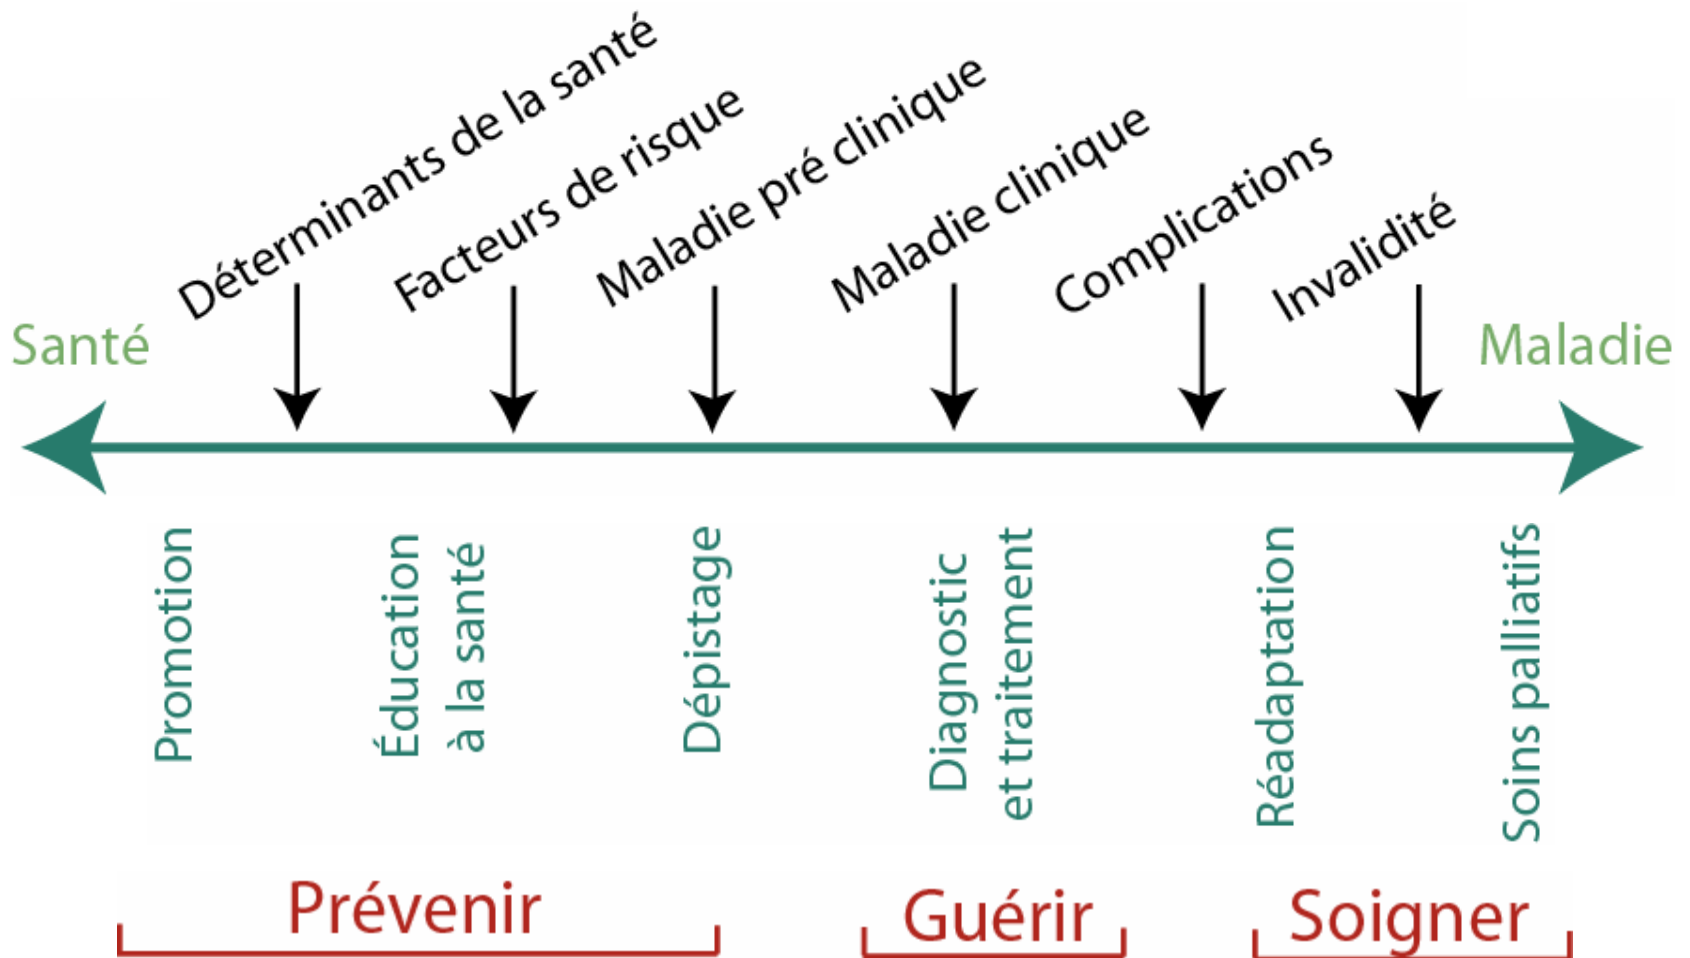 Déterminants de la santé
Facteurs de risque
Maladie pré clinique
Maladie clinique
Complications
Invalidité
Santé
Maladie
Promotion
Éducation
à la santé
Dépistage
Diagnostic
et traitement
Réadaptation
Soins palliatifs
Prévenir
Guérir
Soigner